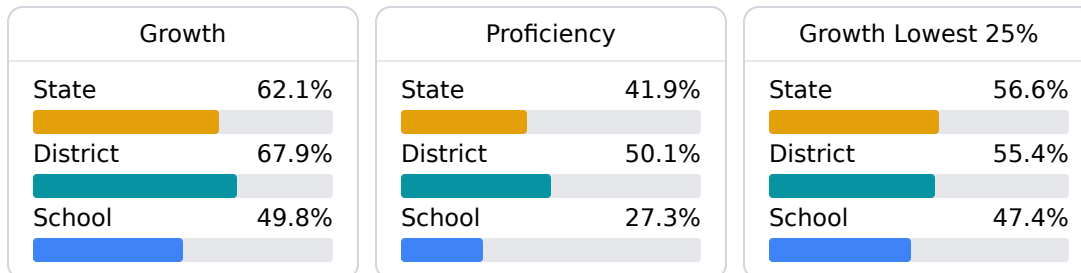 Growth
State 62.1%
District 67.9%
School 49.8%
Proficiency
State 41.9%
District 50.1%
School 27.3%
Growth Lowest 25%
State 56.6%
District 55.4%
School 47.4%